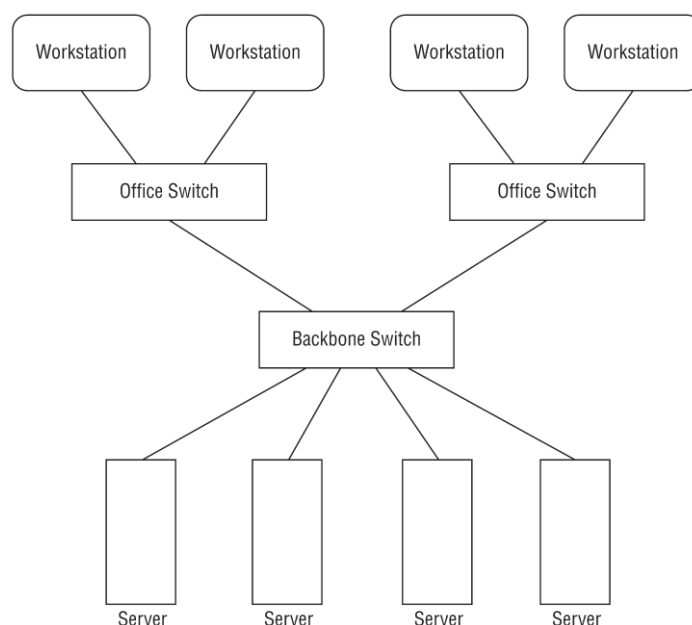 Workstation
Workstation
Workstation
Workstation
Office Switch
Office Switch
Backbone Switch
Server
Server
Server
Server